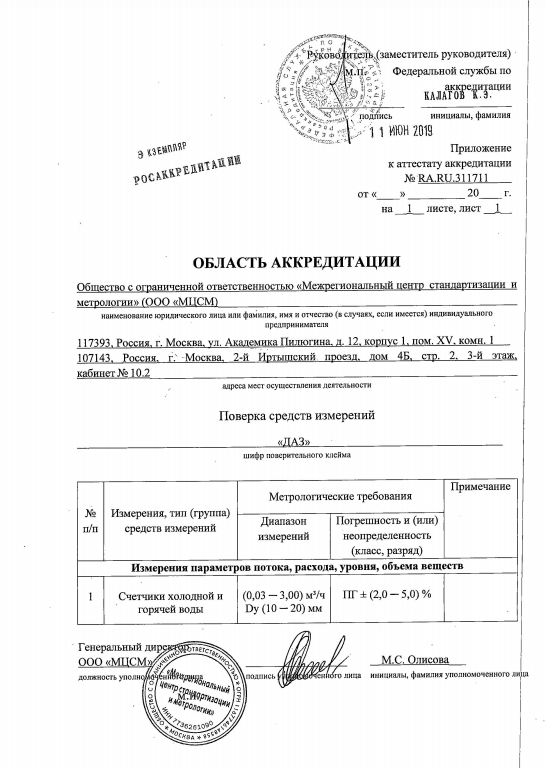 Руководитель (заместитель руководителя)
М.П. Федеральной службы по
аккредитации
КАЛАГОВ К.Э.
подпись инициалы, фамилия
11 ИЮН 2019
ЭКЗЕМПЛЯР
РОСАККРЕДИТАЦИИ
Приложение
к аттестату аккредитации
№ RA.RU.311711
от «____» __________ 20____ г.
на 1 листе, лист 1
ОБЛАСТЬ АККРЕДИТАЦИИ
Общество с ограниченной ответственностью «Межрегиональный центр стандартизации и
метрологии» (ООО «МЦСМ)
наименование юридического лица или фамилия, имя и отчество (в случаях, если имеется) индивидуального
предпринимателя
117393, Россия, г. Москва, ул. Академика Пилюгина, д. 12, корпус 1, пом. XV, комн. 1
107143, Россия, г. Москва, 2-й Иртышский проезд, дом 4Б, стр. 2, 3-й этаж,
кабинет № 10.2
адреса мест осуществления деятельности
Поверка средств измерений
«ДАЗ»
шифр поверительного клейма
№ п/п
Измерения, тип (группа) средств измерений
Метрологические требования
Примечание
Диапазон измерений
Погрешность и (или) неопределенность (класс, разряд)
Измерения параметров потока, расхода, уровня, объема веществ
1
Счетчики холодной и горячей воды
(0,03 – 3,00) м³/ч
Dy (10 – 20) мм
ПГ ± (2,0 – 5,0) %
Генеральный директор
ООО «МЦСМ»
М.С. Олисова
должность уполномоченного лица подпись уполномоченного лица инициалы, фамилия уполномоченного лица
М.П.
«Межрегиональный
центр стандартизации
и метрологии»
ИНН 7736261090
МОСКВА